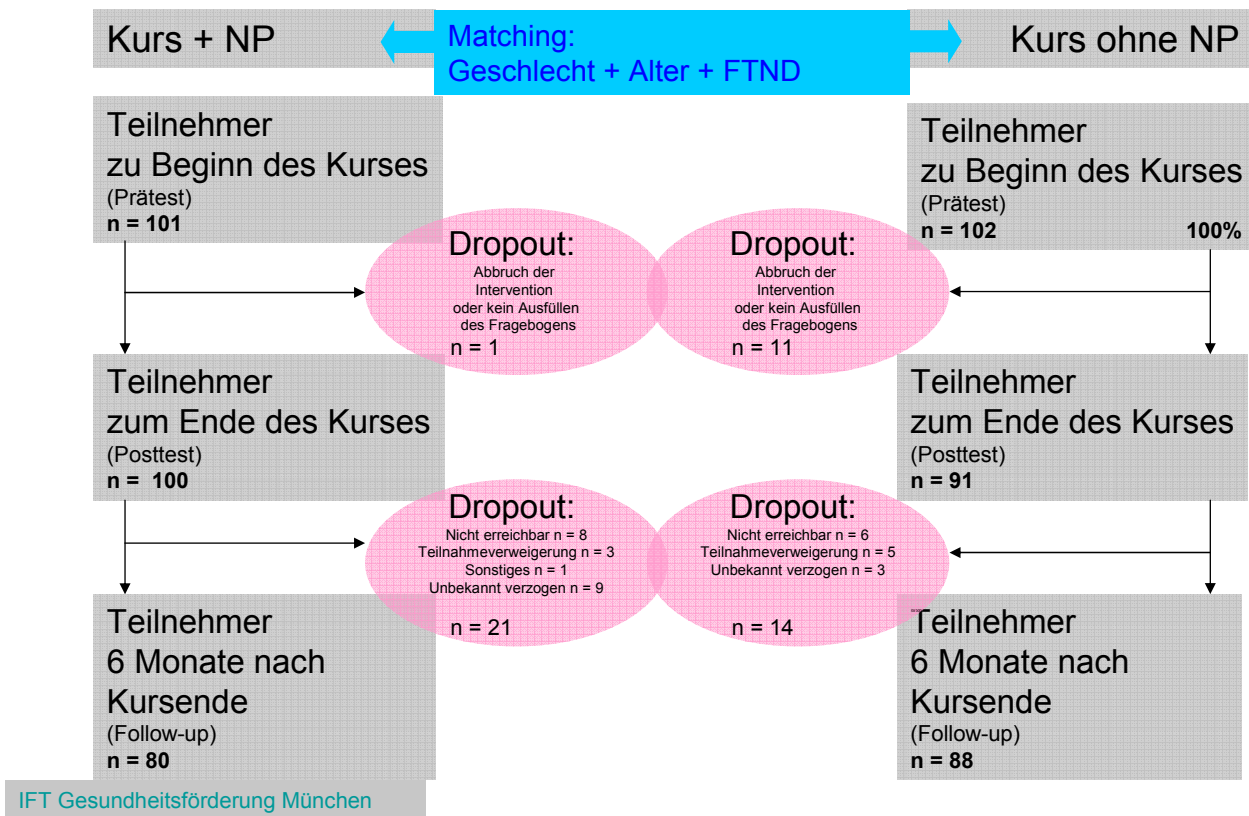 Kurs + NP
Matching:
Geschlecht + Alter + FTND
Kurs ohne NP
Teilnehmer
zu Beginn des Kurses
(Prätest)
n = 101
Teilnehmer
zu Beginn des Kurses
(Prätest)
n = 102 100%
Dropout:
Abbruch der
Intervention
oder kein Ausfüllen
des Fragebogens
n = 1
Dropout:
Abbruch der
Intervention
oder kein Ausfüllen
des Fragebogens
n = 11
Teilnehmer
zum Ende des Kurses
(Posttest)
n = 100
Teilnehmer
zum Ende des Kurses
(Posttest)
n = 91
Dropout:
Nicht erreichbar n = 8
Teilnahmeverweigerung n = 3
Sonstiges n = 1
Unbekannt verzogen n = 9
n = 21
Dropout:
Nicht erreichbar n = 6
Teilnahmeverweigerung n = 5
Unbekannt verzogen n = 3
n = 14
Teilnehmer
6 Monate nach
Kursende
(Follow-up)
n = 80
Teilnehmer
6 Monate nach
Kursende
(Follow-up)
n = 88
IFT Gesundheitsförderung München